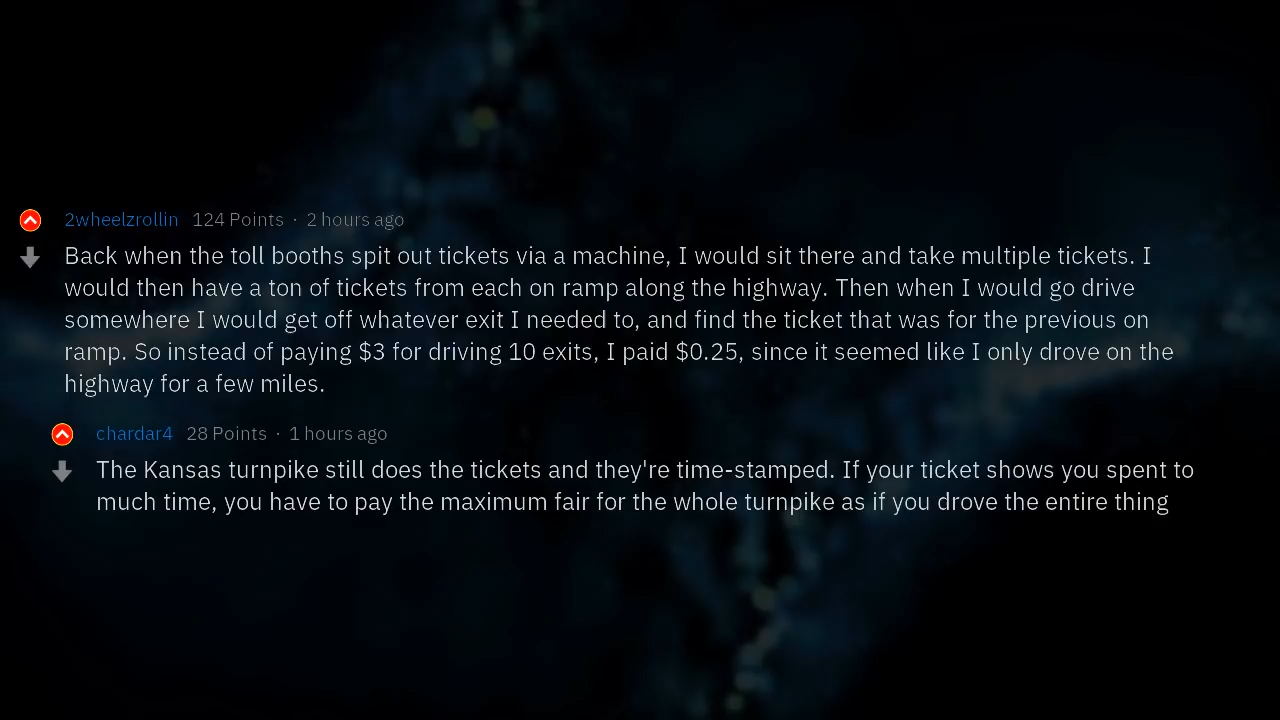 2wheelzrollin 124 Points · 2 hours ago
Back when the toll booths spit out tickets via a machine, I would sit there and take multiple tickets. I
would then have a ton of tickets from each on ramp along the highway. Then when I would go drive
somewhere I would get off whatever exit I needed to, and find the ticket that was for the previous on
ramp. So instead of paying $3 for driving 10 exits, I paid $0.25, since it seemed like I only drove on the
highway for a few miles.
chardar4 28 Points · 1 hours ago
The Kansas turnpike still does the tickets and they're time-stamped. If your ticket shows you spent to
much time, you have to pay the maximum fair for the whole turnpike as if you drove the entire thing